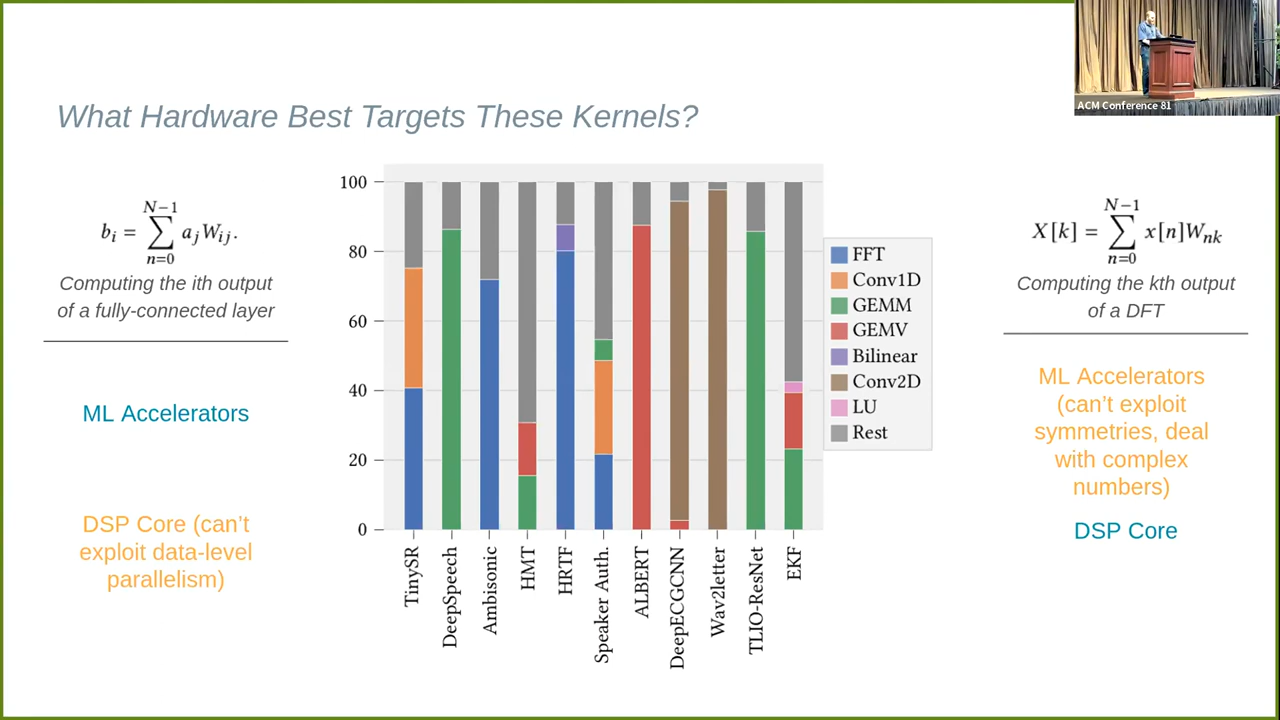 ACM Conference 81
What Hardware Best Targets These Kernels?
N−1
b_i = ∑ a_j W_ij.
n=0
Computing the ith output
of a fully-connected layer
ML Accelerators
DSP Core (can't
exploit data-level
parallelism)
100
80
60
40
20
0
TinySR
DeepSpeech
Ambisonic
HMT
HRTF
Speaker Auth.
ALBERT
DeepECGCNN
Wav2letter
TLIO-ResNet
EKF
FFT
Conv1D
GEMM
GEMV
Bilinear
Conv2D
LU
Rest
N−1
X[k] = ∑ x[n]W_nk
n=0
Computing the kth output
of a DFT
ML Accelerators
(can't exploit
symmetries, deal
with complex
numbers)
DSP Core